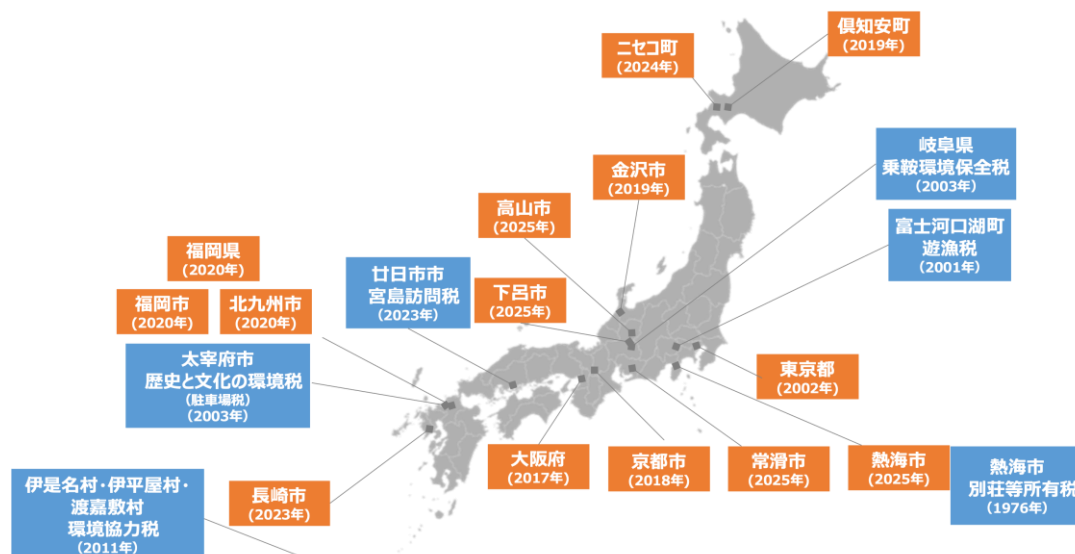 倶知安町
(2019年)
ニセコ町
(2024年)
岐阜県
乗鞍環境保全税
(2003年)
金沢市
(2019年)
高山市
(2025年)
富士河口湖町
遊漁税
(2001年)
福岡県
(2020年)
廿日市市
宮島訪問税
(2023年)
下呂市
(2025年)
福岡市
(2020年)
北九州市
(2020年)
太宰府市
歴史と文化の環境税
(駐車場税)
(2003年)
東京都
(2002年)
大阪府
(2017年)
京都市
(2018年)
常滑市
(2025年)
熱海市
(2025年)
熱海市
別荘等所有税
(1976年)
伊是名村・伊平屋村・
渡嘉敷村
環境協力税
(2011年)
長崎市
(2023年)